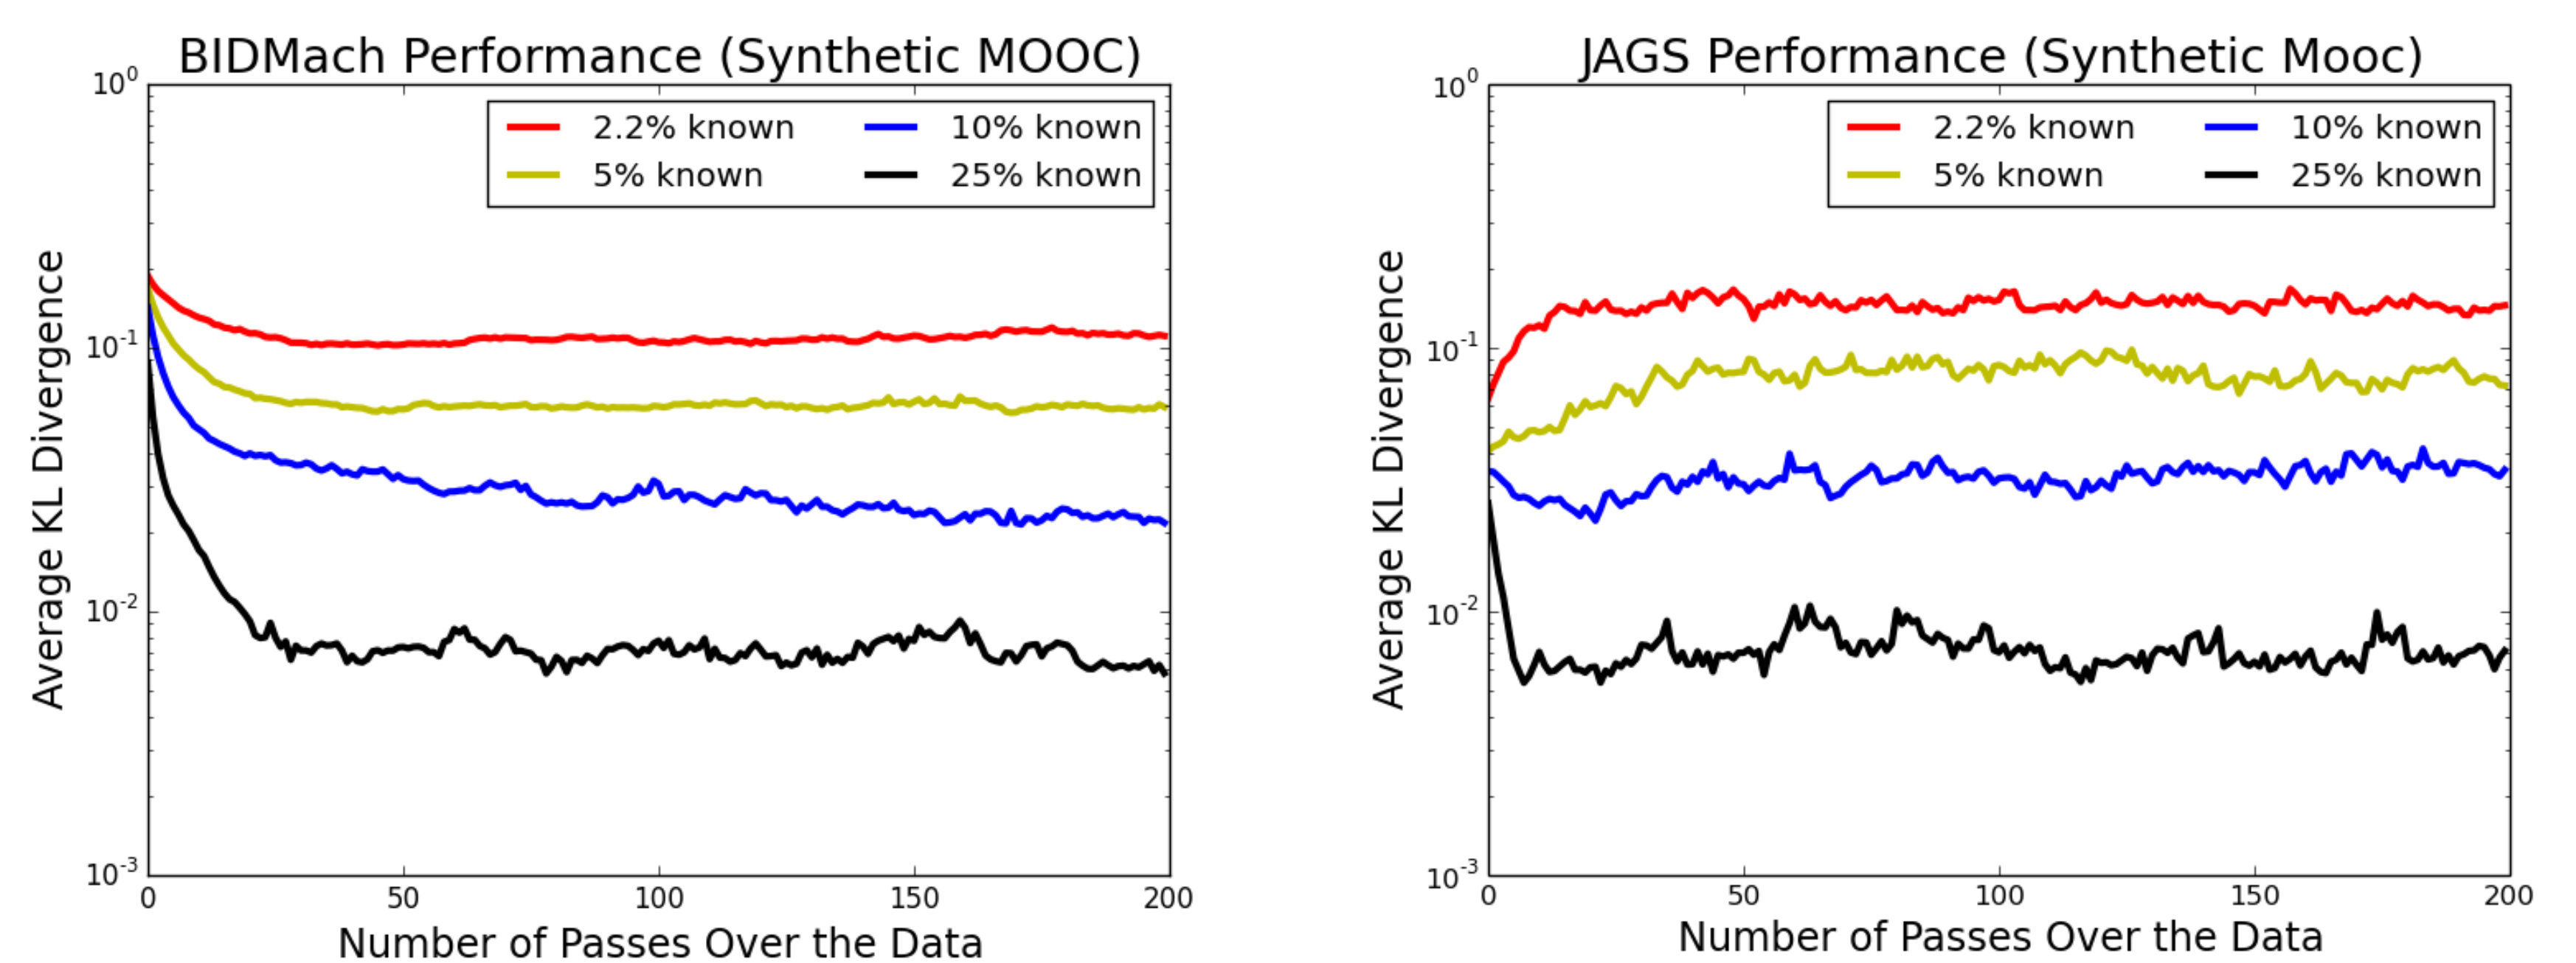 BIDMach Performance (Synthetic MOOC)
10^0
10^-1
10^-2
10^-3
Average KL Divergence
2.2% known
10% known
5% known
25% known
0
50
100
150
200
Number of Passes Over the Data
JAGS Performance (Synthetic Mooc)
10^0
10^-1
10^-2
10^-3
Average KL Divergence
2.2% known
10% known
5% known
25% known
0
50
100
150
200
Number of Passes Over the Data